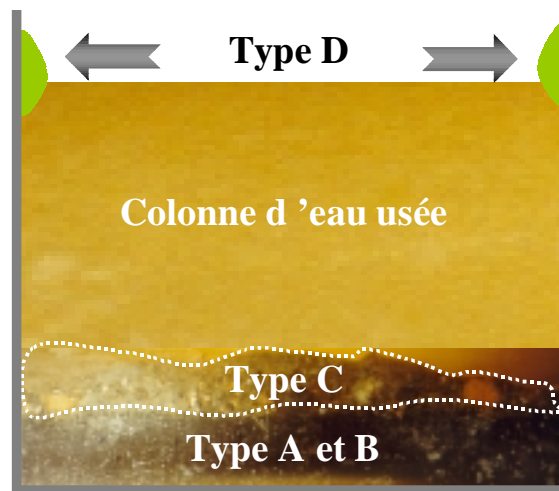 Type D
Colonne d ’eau usée
Type C
Type A et B